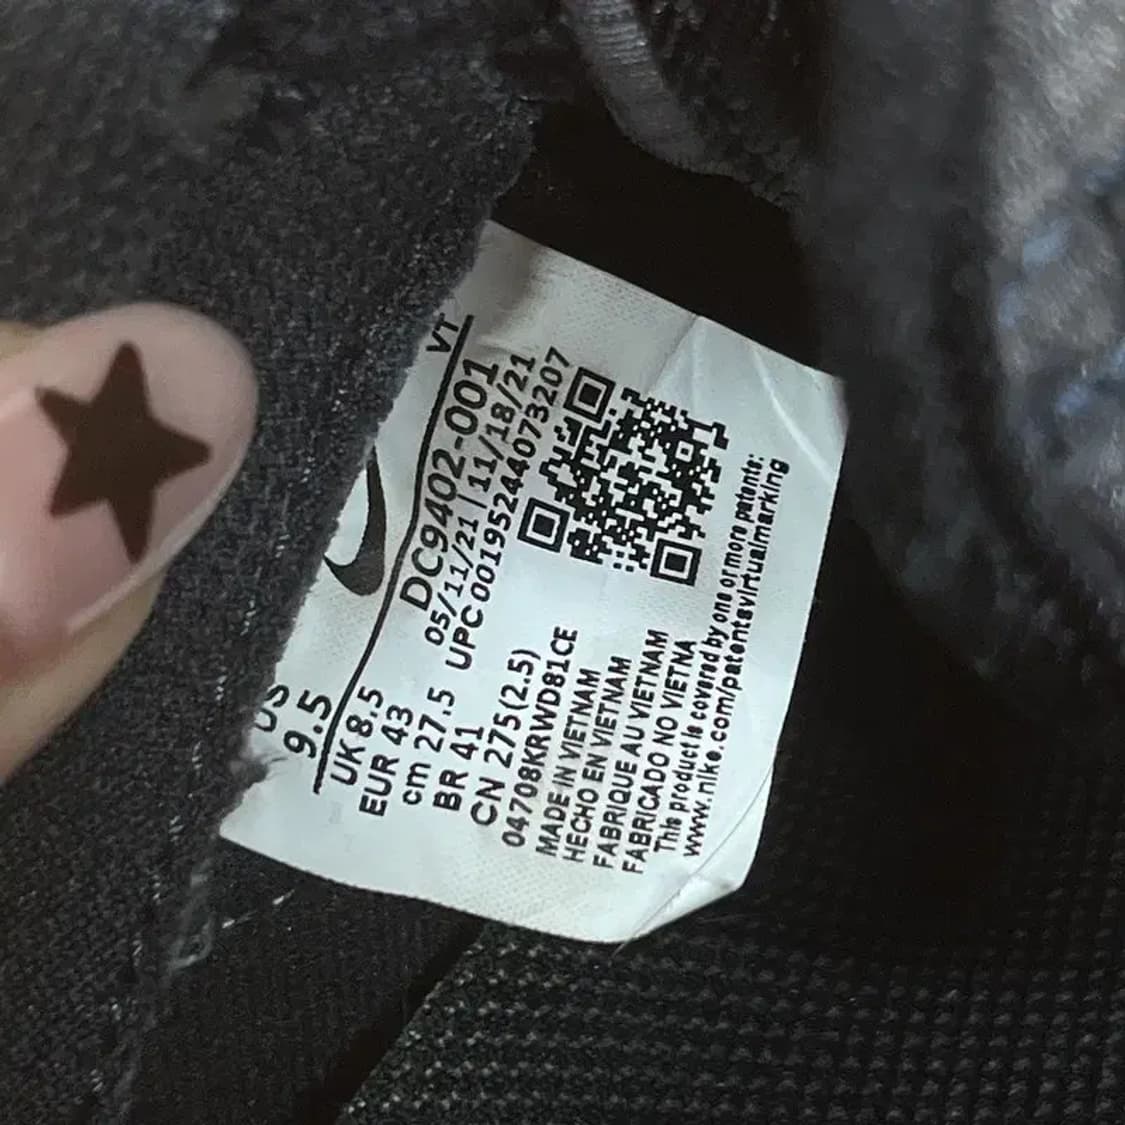 US
9.5
VT
UK 8.5
EUR 43
cm 27.5
BR 41
CN 275(2.5)
DC9402-001
05/11/21 | 11/18/21
UPC 00195244073207
04708KRWD81CE
MADE IN VIETNAM
HECHO EN VIETNAM
FABRIQUE AU VIETNAM
FABRICADO NO VIETNA
This product is covered by one or more patents:
www.nike.com/patentsvirtualmarking